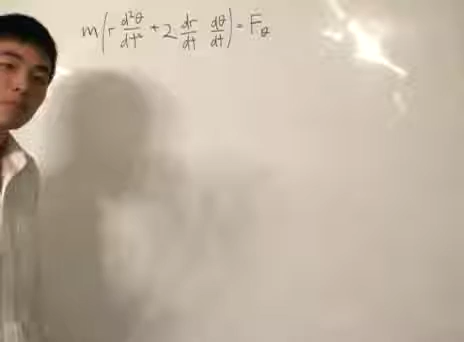 m(r d²θ/dt² + 2 dr/dt dθ/dt) = F_θ